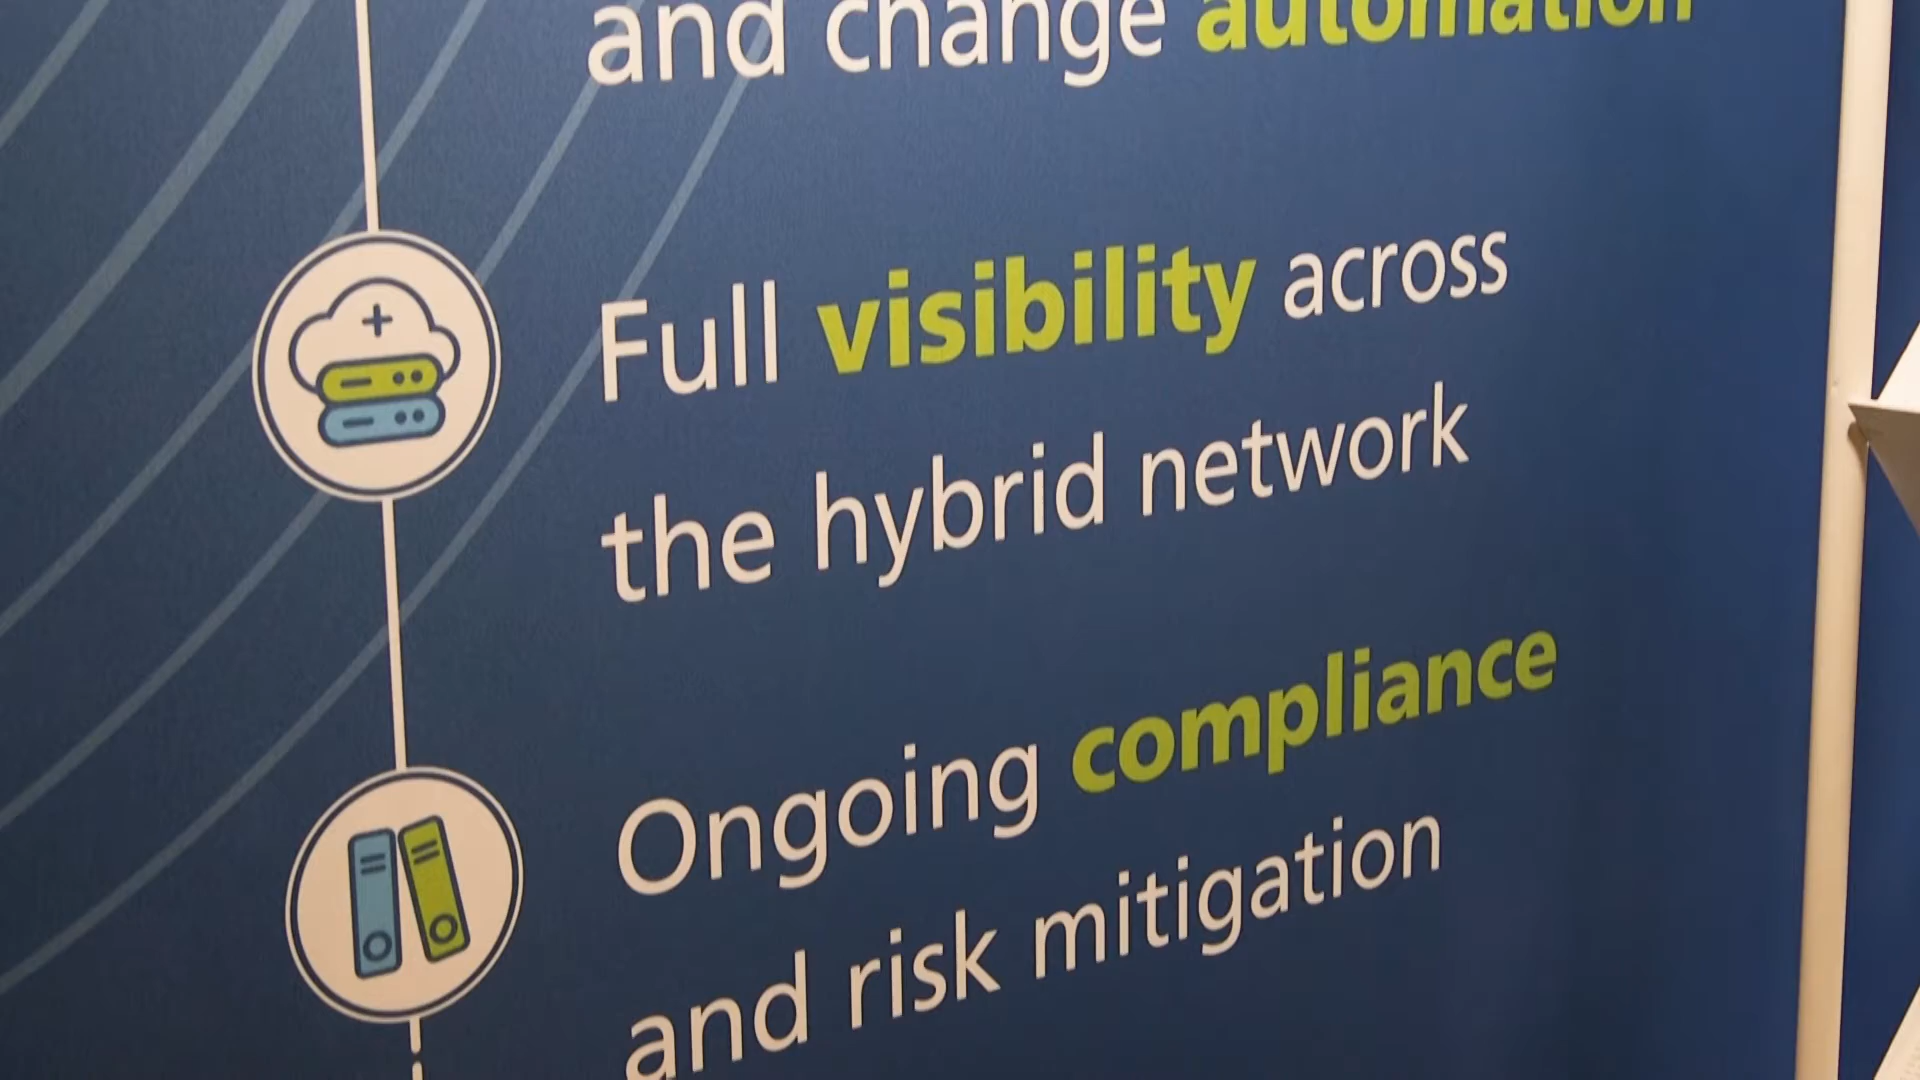 and change automation
Full visibility across
the hybrid network
Ongoing compliance
and risk mitigation